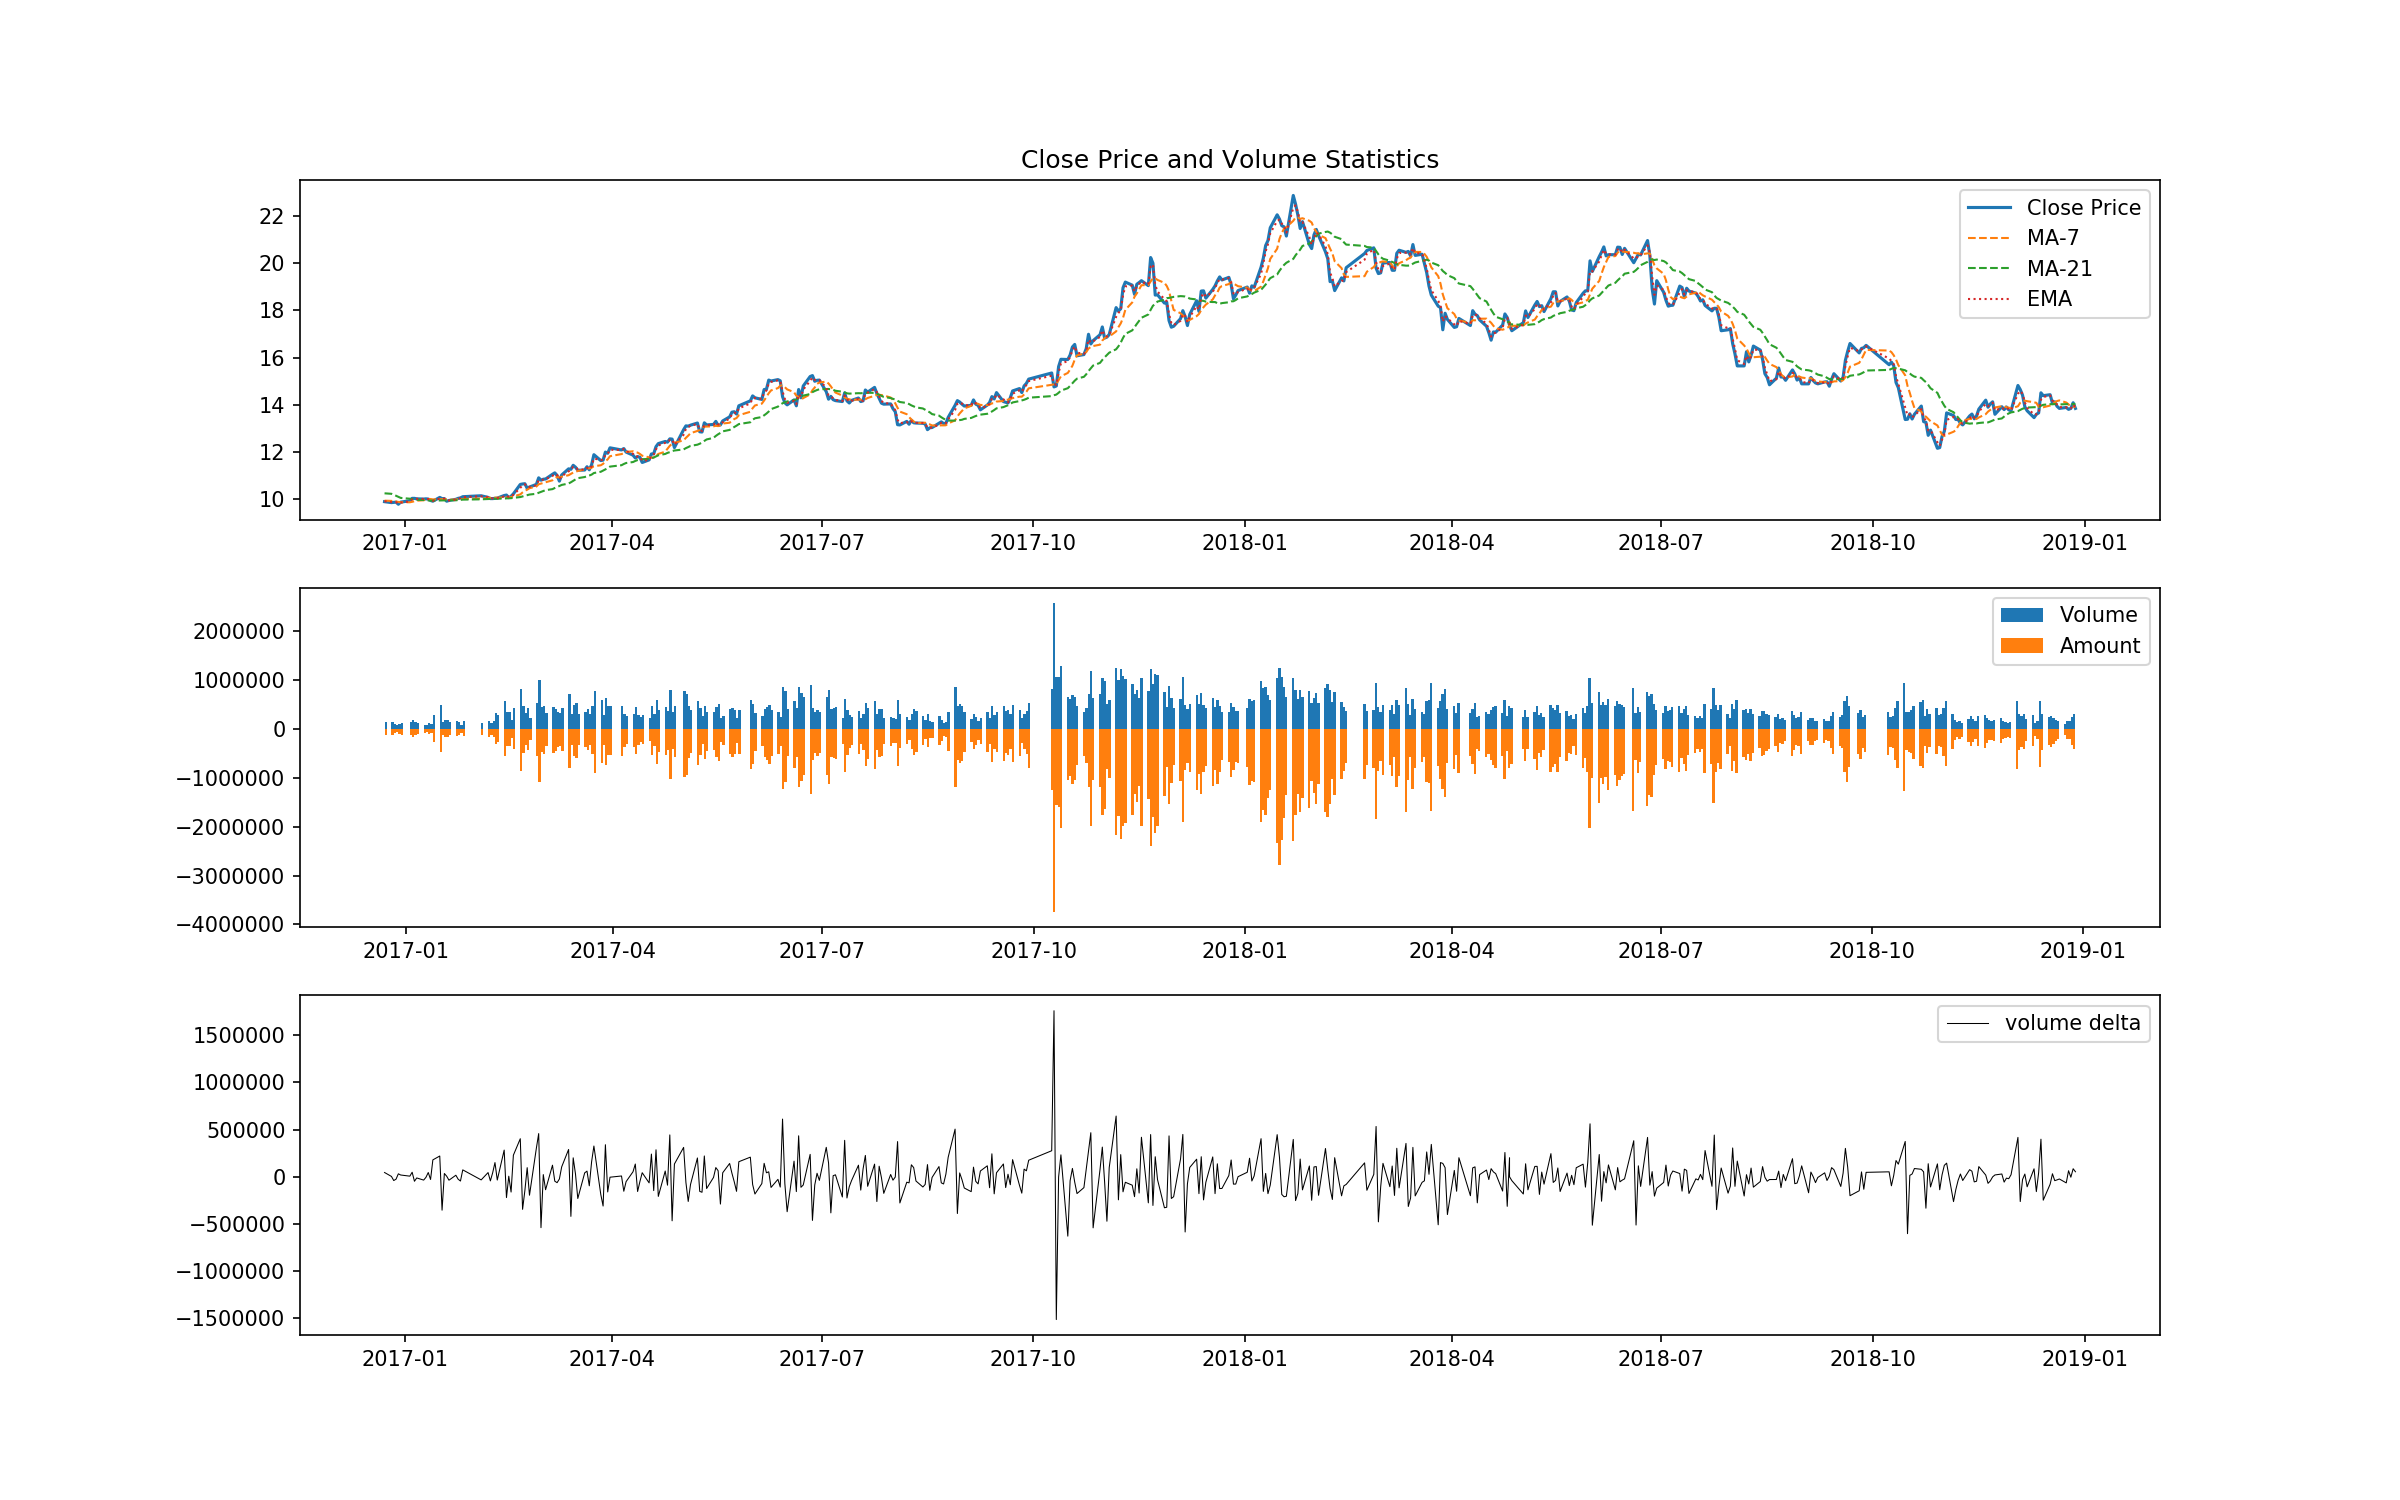 Close Price and Volume Statistics
22
20
18
16
14
12
10
Close Price
MA-7
MA-21
EMA
2017-01 2017-04 2017-07 2017-10 2018-01 2018-04 2018-07 2018-10 2019-01
2000000
1000000
0
−1000000
−2000000
−3000000
−4000000
Volume
Amount
2017-01 2017-04 2017-07 2017-10 2018-01 2018-04 2018-07 2018-10 2019-01
1500000
1000000
500000
0
−500000
−1000000
−1500000
volume delta
2017-01 2017-04 2017-07 2017-10 2018-01 2018-04 2018-07 2018-10 2019-01